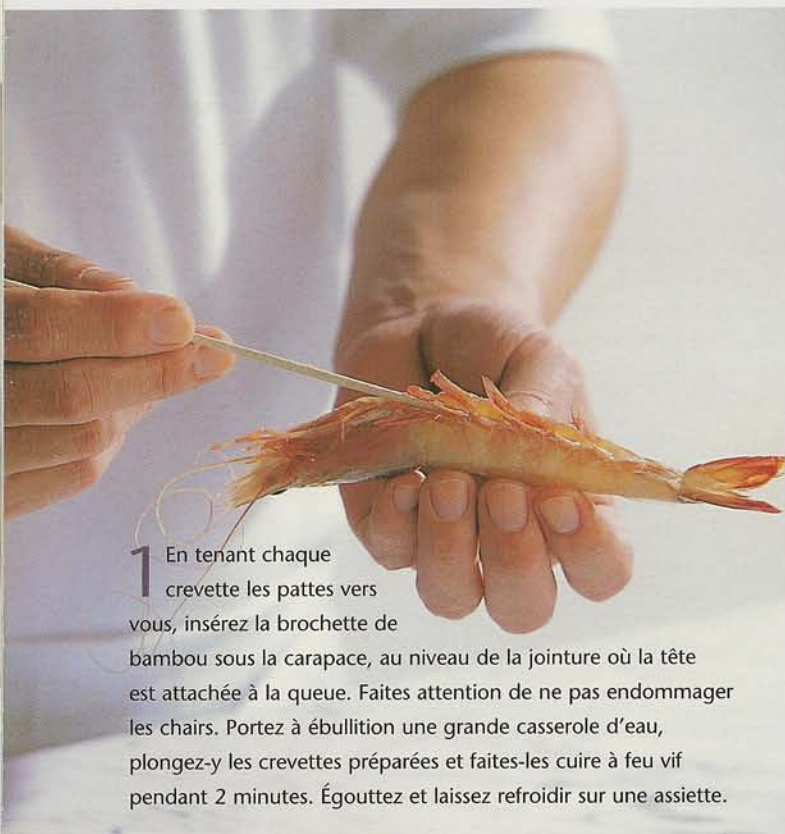 1 En tenant chaque
crevette les pattes vers
vous, insérez la brochette de
bambou sous la carapace, au niveau de la jointure où la tête
est attachée à la queue. Faites attention de ne pas endommager
les chairs. Portez à ébullition une grande casserole d'eau,
plongez-y les crevettes préparées et faites-les cuire à feu vif
pendant 2 minutes. Égouttez et laissez refroidir sur une assiette.